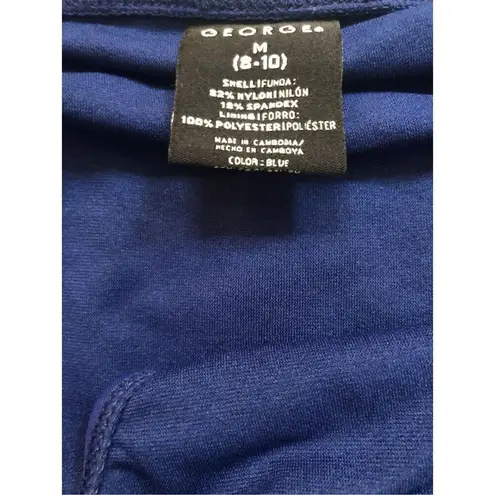 GEORGE.
M
(8-10)
SHELL|FUNDA:
82% NYLON|NILÓN
18% SPANDEX
LINING|FORRO:
100% POLYESTER|POLIÉSTER
MADE IN CAMBODIA/
HECHO EN CAMBOYA
COLOR: BLUE